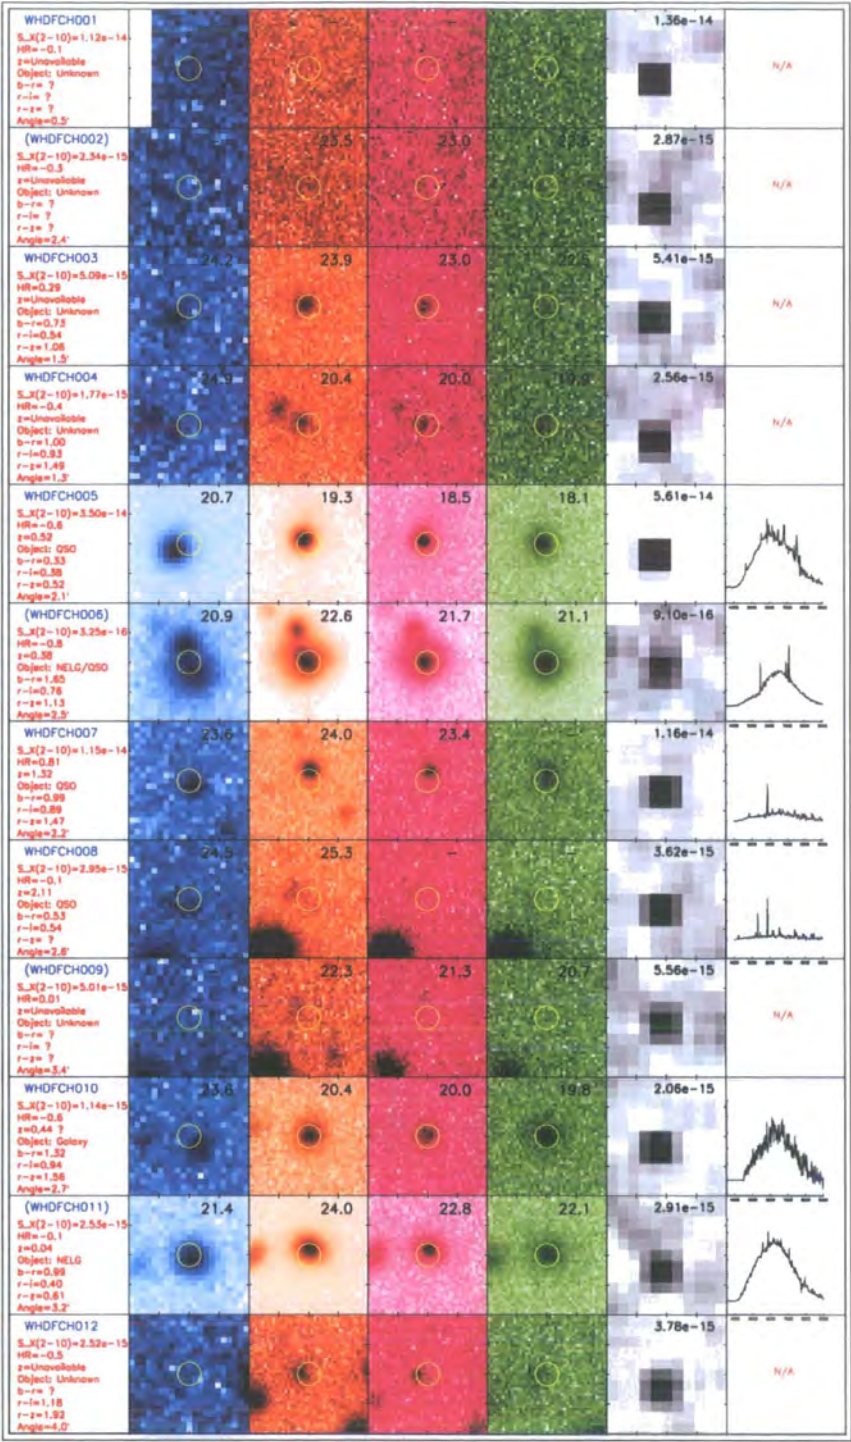 WHDFCH001
S_X(2-10)=1.12e-14
HR=-0.1
z=Unavailable
Object: Unknown
b-r= ?
r-i= ?
r-z= ?
Angle=0.5'
- - - 1.36e-14
N/A
(WHDFCH002)
S_X(2-10)=2.34e-15
HR=-0.3
z=Unavailable
Object: Unknown
b-r= ?
r-i= ?
r-z= ?
Angle=2.4'
- 23.5 23.0 2.87e-15
N/A
WHDFCH003
S_X(2-10)=5.09e-15
HR=0.29
z=Unavailable
Object: Unknown
b-r=0.73
r-i=0.54
r-z=1.06
Angle=1.5'
24.2 23.9 23.0 22.5 5.41e-15
N/A
WHDFCH004
S_X(2-10)=1.77e-15
HR=-0.4
z=Unavailable
Object: Unknown
b-r=1.00
r-i=0.93
r-z=1.49
Angle=1.3'
24.9 20.4 20.0 19.9 2.56e-15
N/A
WHDFCH005
S_X(2-10)=3.50e-14
HR=-0.6
z=0.52
Object: QSO
b-r=0.33
r-i=0.38
r-z=0.52
Angle=2.1'
20.7 19.3 18.5 18.1 5.61e-14
(WHDFCH006)
S_X(2-10)=3.25e-16
HR=-0.8
z=0.38
Object: NELG/QSO
b-r=1.65
r-i=0.76
r-z=1.13
Angle=2.5'
20.9 22.6 21.7 21.1 9.10e-16
WHDFCH007
S_X(2-10)=1.15e-14
HR=0.81
z=1.32
Object: QSO
b-r=0.99
r-i=0.89
r-z=1.47
Angle=2.2'
23.6 24.0 23.4 - 1.16e-14
WHDFCH008
S_X(2-10)=2.95e-15
HR=-0.1
z=2.11
Object: QSO
b-r=0.53
r-i=0.54
r-z= ?
Angle=2.6'
24.5 25.3 - - 3.62e-15
(WHDFCH009)
S_X(2-10)=5.01e-15
HR=0.01
z=Unavailable
Object: Unknown
b-r= ?
r-i= ?
r-z= ?
Angle=3.4'
- 22.3 21.3 20.7 5.56e-15
N/A
WHDFCH010
S_X(2-10)=1.14e-15
HR=-0.6
z=0.44 ?
Object: Galaxy
b-r=1.32
r-i=0.94
r-z=1.56
Angle=2.7'
23.6 20.4 20.0 19.8 2.06e-15
(WHDFCH011)
S_X(2-10)=2.53e-15
HR=-0.1
z=0.04
Object: NELG
b-r=0.99
r-i=0.40
r-z=0.61
Angle=3.2'
21.4 24.0 22.8 22.1 2.91e-15
WHDFCH012
S_X(2-10)=2.52e-15
HR=-0.5
z=Unavailable
Object: Unknown
b-r= ?
r-i=1.18
r-z=1.92
Angle=4.0'
- - - - 3.78e-15
N/A